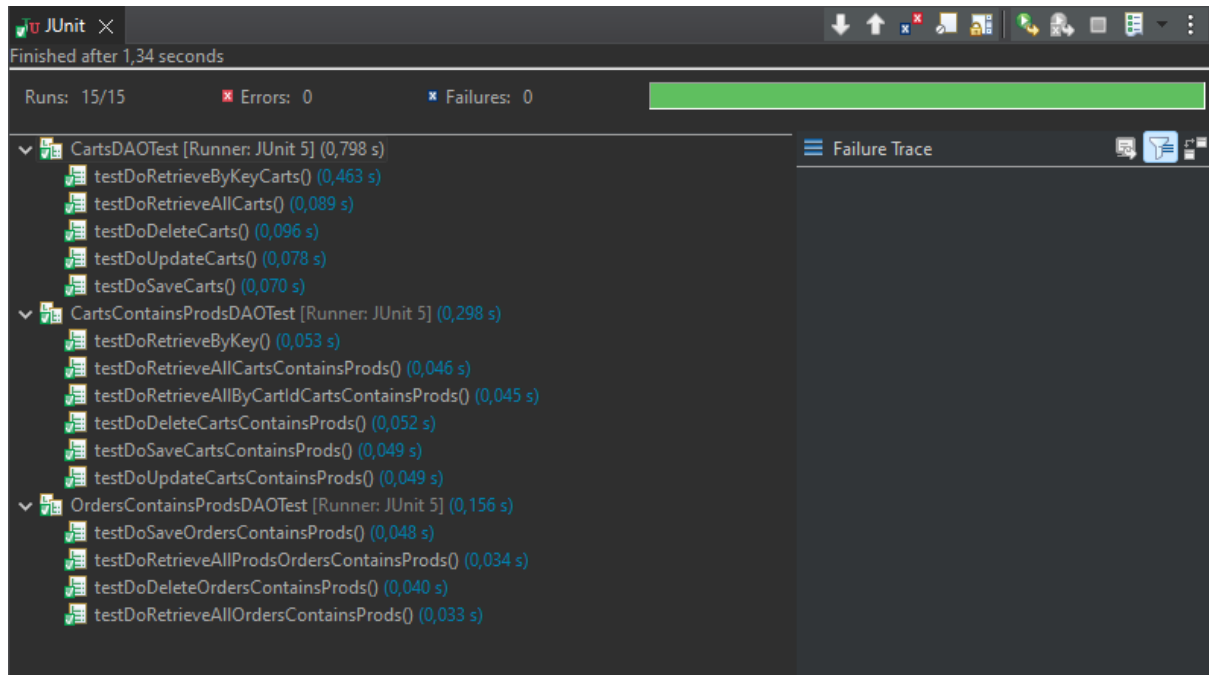 JUnit
Finished after 1,34 seconds
Runs: 15/15 Errors: 0 Failures: 0
CartsDAOTest [Runner: JUnit 5] (0,798 s)
testDoRetrieveByKeyCarts() (0,463 s)
testDoRetrieveAllCarts() (0,089 s)
testDoDeleteCarts() (0,096 s)
testDoUpdateCarts() (0,078 s)
testDoSaveCarts() (0,070 s)
CartsContainsProdsDAOTest [Runner: JUnit 5] (0,298 s)
testDoRetrieveByKey() (0,053 s)
testDoRetrieveAllCartsContainsProds() (0,046 s)
testDoRetrieveAllByCartIdCartsContainsProds() (0,045 s)
testDoDeleteCartsContainsProds() (0,052 s)
testDoSaveCartsContainsProds() (0,049 s)
testDoUpdateCartsContainsProds() (0,049 s)
OrdersContainsProdsDAOTest [Runner: JUnit 5] (0,156 s)
testDoSaveOrdersContainsProds() (0,048 s)
testDoRetrieveAllProdsOrdersContainsProds() (0,034 s)
testDoDeleteOrdersContainsProds() (0,040 s)
testDoRetrieveAllOrdersContainsProds() (0,033 s)
Failure Trace